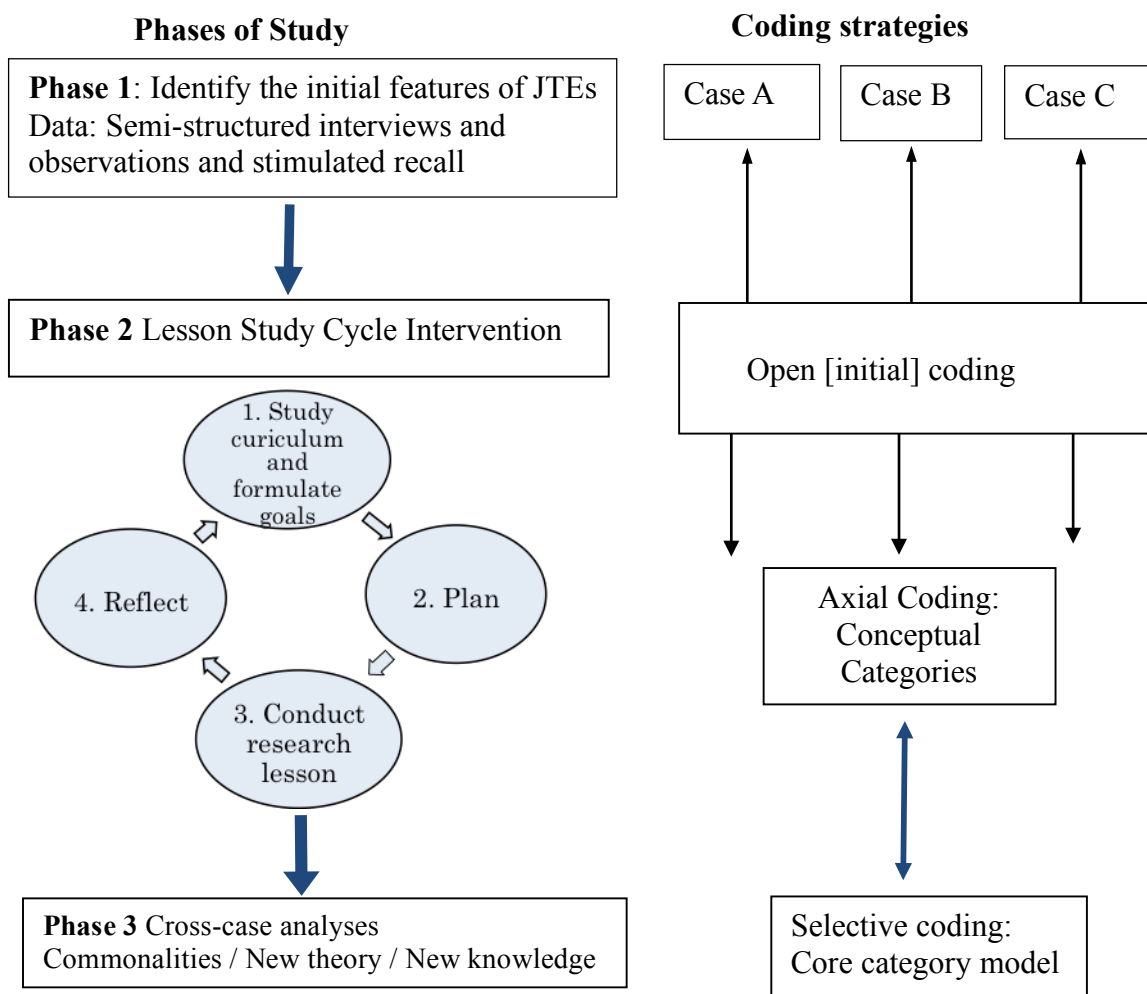 Phases of Study
Phase 1: Identify the initial features of JTEs
Data: Semi-structured interviews and
observations and stimulated recall
Phase 2 Lesson Study Cycle Intervention
1. Study
curiculum
and
formulate
goals
2. Plan
3. Conduct
research
lesson
4. Reflect
Phase 3 Cross-case analyses
Commonalities / New theory / New knowledge
Coding strategies
Case A
Case B
Case C
Open [initial] coding
Axial Coding:
Conceptual
Categories
Selective coding:
Core category model